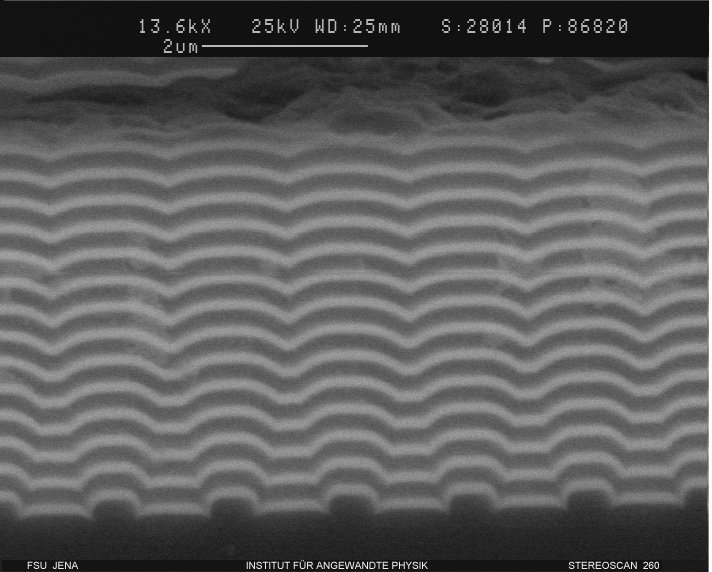 13.6kX 25kV WD:25mm S:28014 P:86820
2um
FSU JENA INSTITUT FÜR ANGEWANDTE PHYSIK STEREOSCAN 260